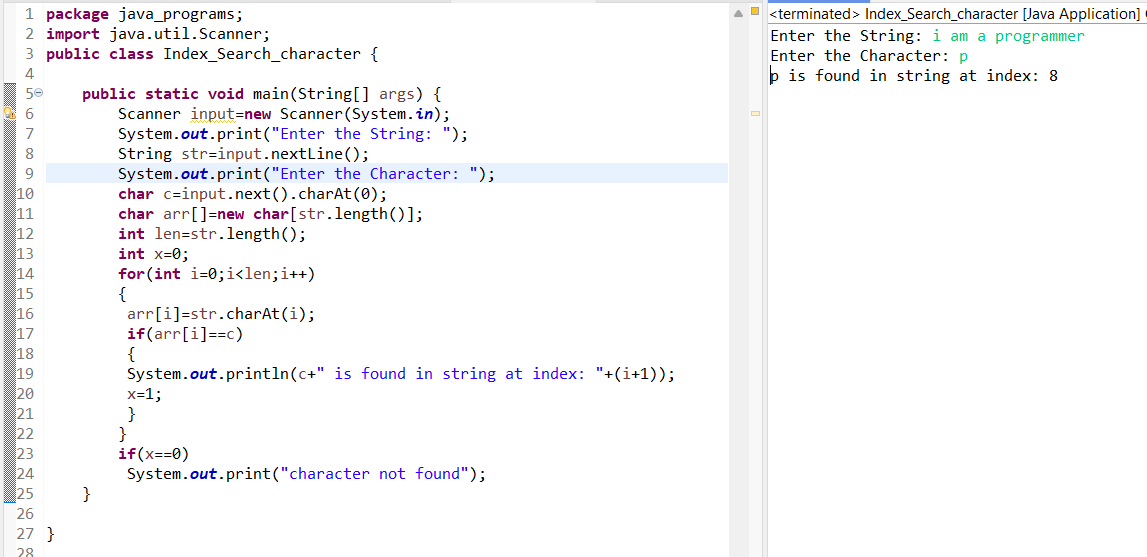 1 package java_programs;
2 import java.util.Scanner;
3 public class Index_Search_character {
4
5 public static void main(String[] args) {
6 Scanner input=new Scanner(System.in);
7 System.out.print("Enter the String: ");
8 String str=input.nextLine();
9 System.out.print("Enter the Character: ");
10 char c=input.next().charAt(0);
11 char arr[]=new char[str.length()];
12 int len=str.length();
13 int x=0;
14 for(int i=0;i<len;i++)
15 {
16 arr[i]=str.charAt(i);
17 if(arr[i]==c)
18 {
19 System.out.println(c+" is found in string at index: "+(i+1));
20 x=1;
21 }
22 }
23 if(x==0)
24 System.out.print("character not found");
25 }
26
27 }
28
<terminated> Index_Search_character [Java Application]
Enter the String: i am a programmer
Enter the Character: p
p is found in string at index: 8